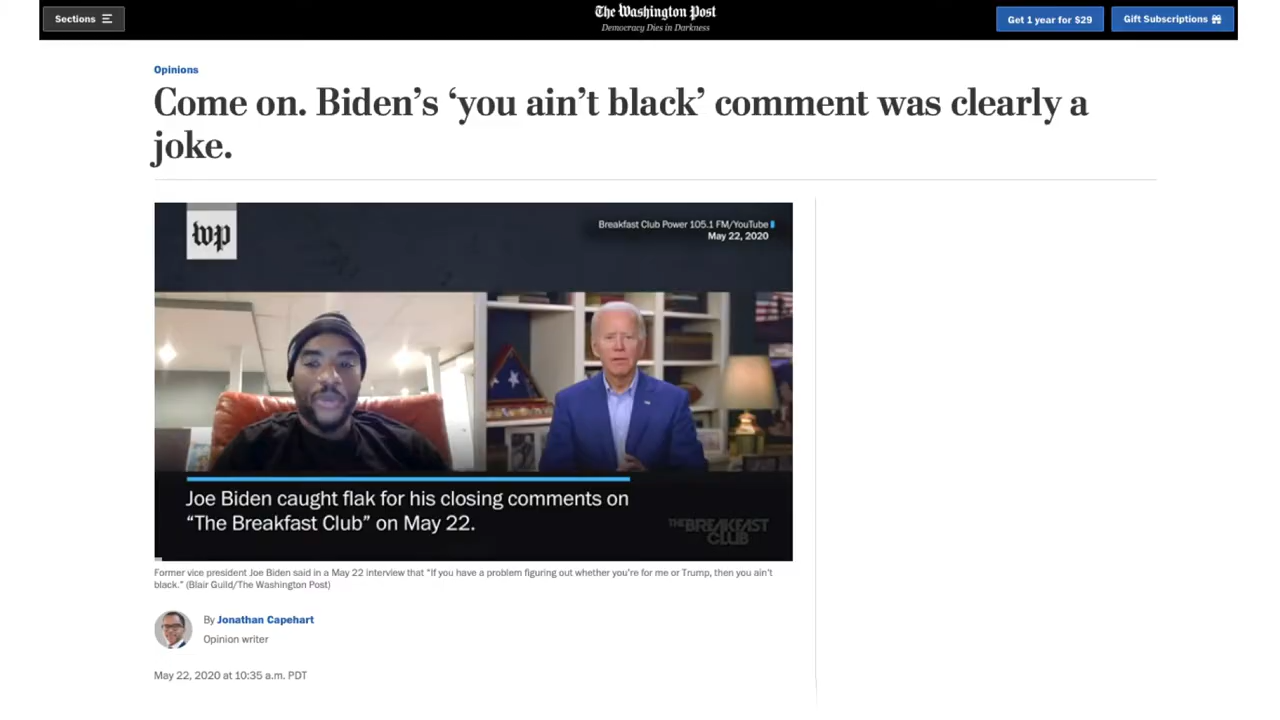 Sections
The Washington Post
Democracy Dies in Darkness
Get 1 year for $29
Gift Subscriptions
Opinions
Come on. Biden’s ‘you ain’t black’ comment was clearly a
joke.
wp
Breakfast Club Power 105.1 FM/YouTube
May 22, 2020
Joe Biden caught flak for his closing comments on
“The Breakfast Club” on May 22.
THE BREAKFAST
CLUB
Former vice president Joe Biden said in a May 22 interview that “If you have a problem figuring out whether you’re for me or Trump, then you ain’t
black.” (Blair Guild/The Washington Post)
By Jonathan Capehart
Opinion writer
May 22, 2020 at 10:35 a.m. PDT